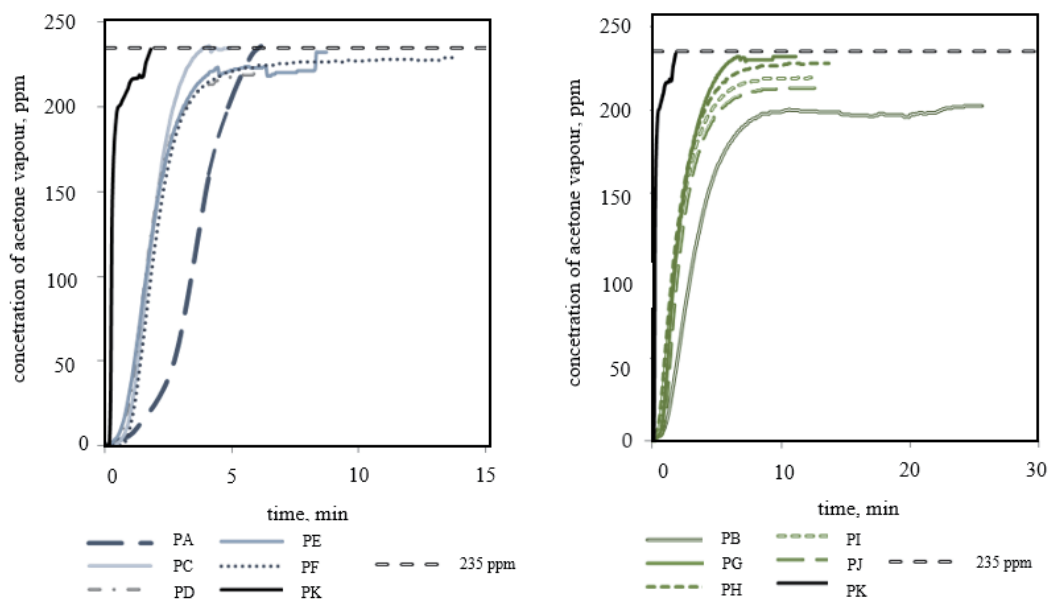 250
200
150
100
50
0
concetration of acetone vapour, ppm
0 5 10 15
time, min
PA PE
PC PF 235 ppm
PD PK
250
200
150
100
50
0
concetration of acetone vapour, ppm
0 10 20 30
time, min
PB PI
PG PJ 235 ppm
PH PK